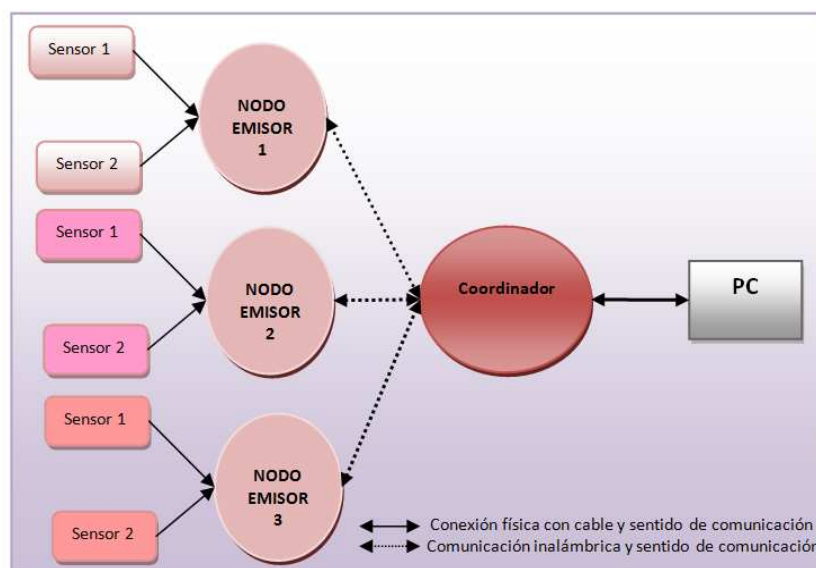 Sensor 1
NODO
EMISOR
1
Sensor 2
Sensor 1
NODO
EMISOR
2
Sensor 2
Sensor 1
NODO
EMISOR
3
Sensor 2
Coordinador
PC
Conexión física con cable y sentido de comunicación
Comunicación inalámbrica y sentido de comunicación